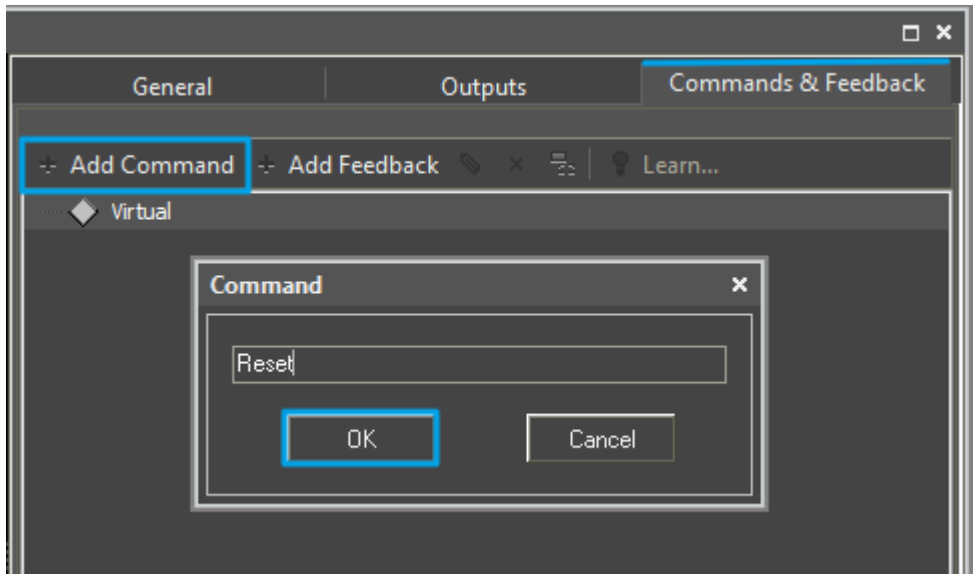 General Outputs Commands & Feedback
Add Command Add Feedback Learn...
Virtual
Command
Reset
OK Cancel